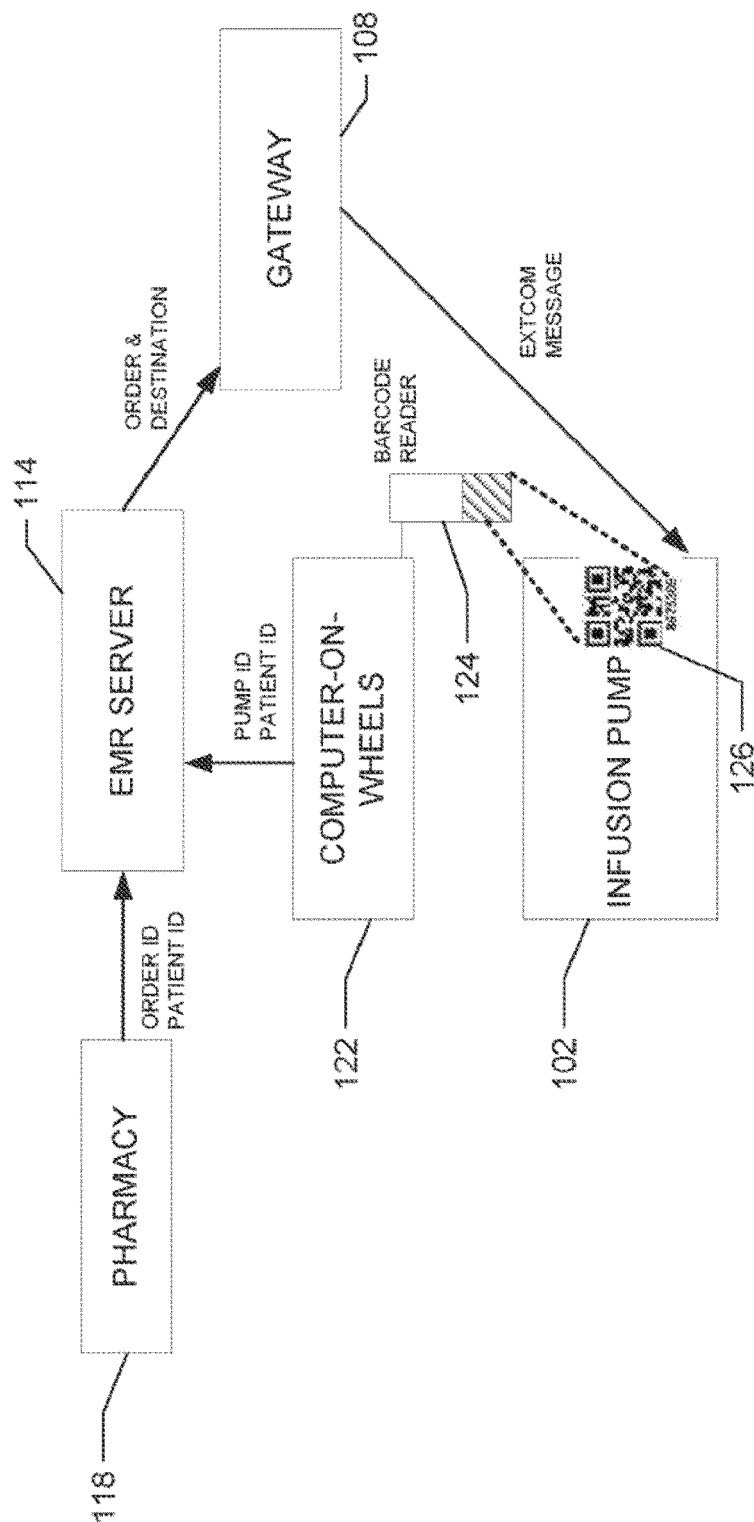 114
PHARMACY
118
ORDER ID
PATIENT ID
EMR SERVER
ORDER &
DESTINATION
GATEWAY
108
PUMP ID
PATIENT ID
COMPUTER-ON-
WHEELS
122
BARCODE
READER
124
EXTCOM
MESSAGE
INFUSION PUMP
102
126